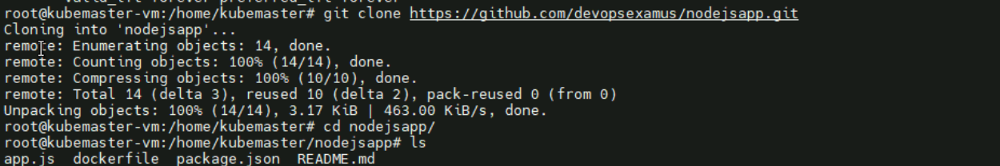 root@kubemaster-vm:/home/kubemaster# git clone https://github.com/devopsexamus/nodejsapp.git
Cloning into 'nodejsapp'...
remote: Enumerating objects: 14, done.
remote: Counting objects: 100% (14/14), done.
remote: Compressing objects: 100% (10/10), done.
remote: Total 14 (delta 3), reused 10 (delta 2), pack-reused 0 (from 0)
Unpacking objects: 100% (14/14), 3.17 KiB | 463.00 KiB/s, done.
root@kubemaster-vm:/home/kubemaster# cd nodejsapp/
root@kubemaster-vm:/home/kubemaster/nodejsapp# ls
app.js  dockerfile  package.json  README.md